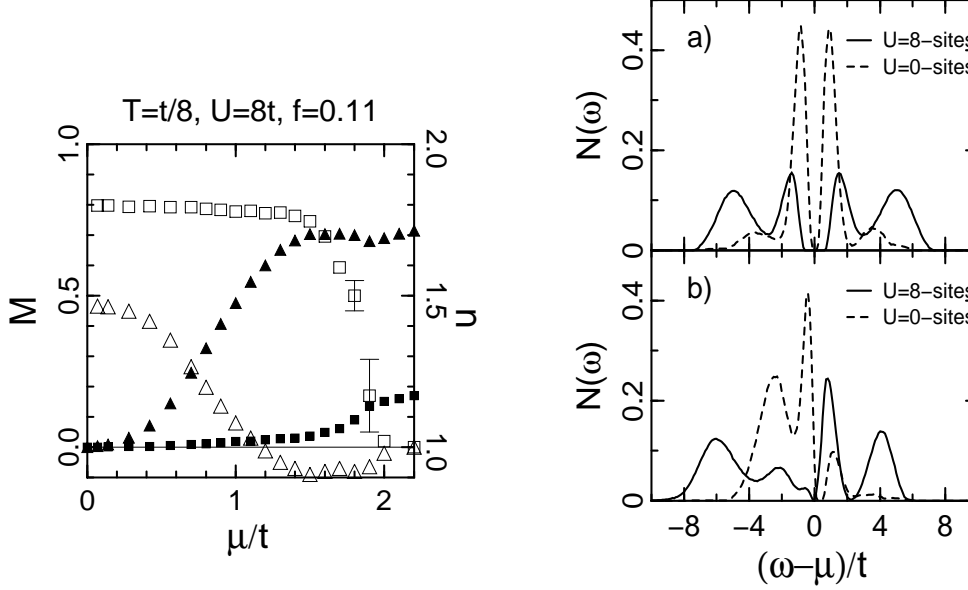 T=t/8, U=8t, f=0.11
1.0
0.5
0.0
M
2.0
1.5
1.0
n
0
1
2
μ/t
a)
U=8−sites
U=0−sites
0.4
0.2
0
N(ω)
b)
U=8−sites
U=0−sites
0.4
0.2
0
N(ω)
−8
−4
0
4
8
(ω−μ)/t